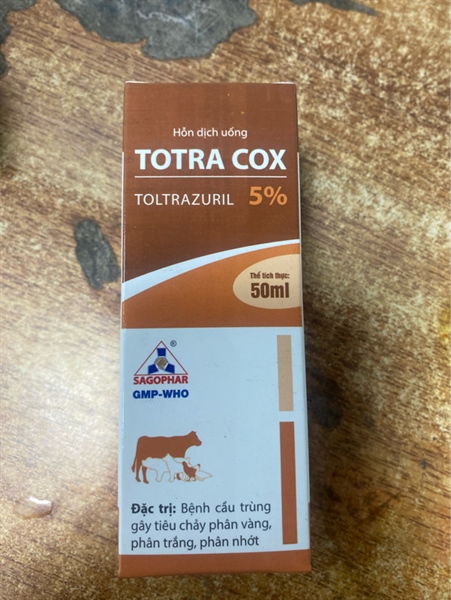 Hỗn dịch uống
TOTRA COX
TOLTRAZURIL 5%
Thể tích thực:
50ml
®
SAGOPHAR
GMP-WHO
Đặc trị: Bệnh cầu trùng
gây tiêu chảy phân vàng,
phân trắng, phân nhớt